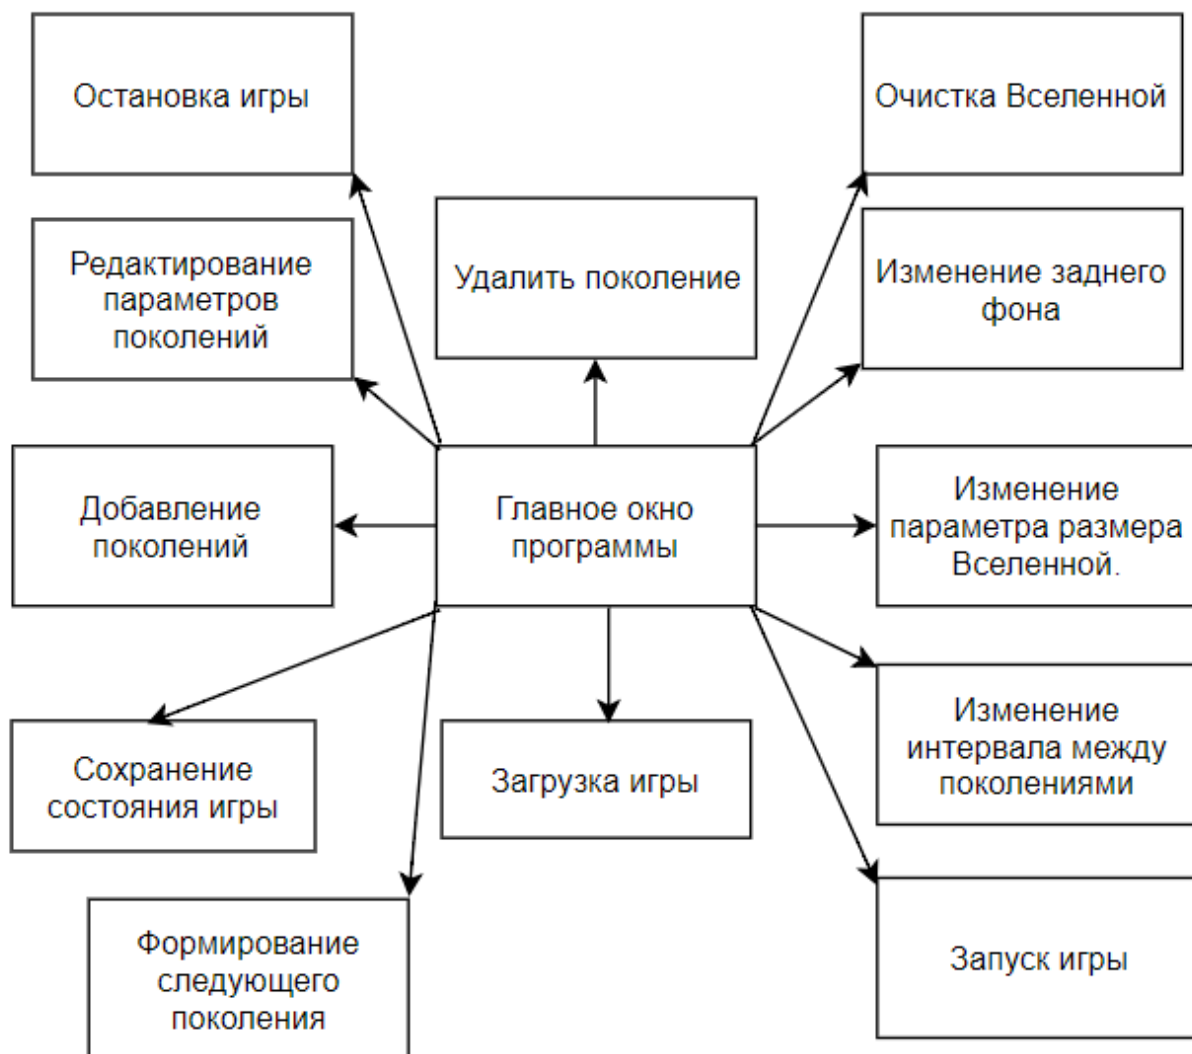 Остановка игры
Очистка Вселенной
Редактирование
параметров
поколений
Удалить поколение
Изменение заднего
фона
Добавление
поколений
Главное окно
программы
Изменение
параметра размера
Вселенной.
Сохранение
состояния игры
Загрузка игры
Изменение
интервала между
поколениями
Формирование
следующего
поколения
Запуск игры